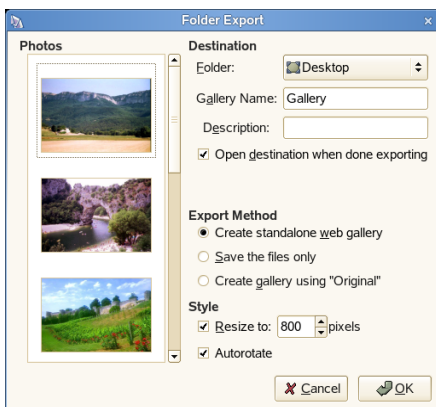 Folder Export
Photos
Destination
Folder: Desktop
Gallery Name: Gallery
Description:
Open destination when done exporting
Export Method
Create standalone web gallery
Save the files only
Create gallery using "Original"
Style
Resize to: 800 pixels
Autorotate
Cancel OK